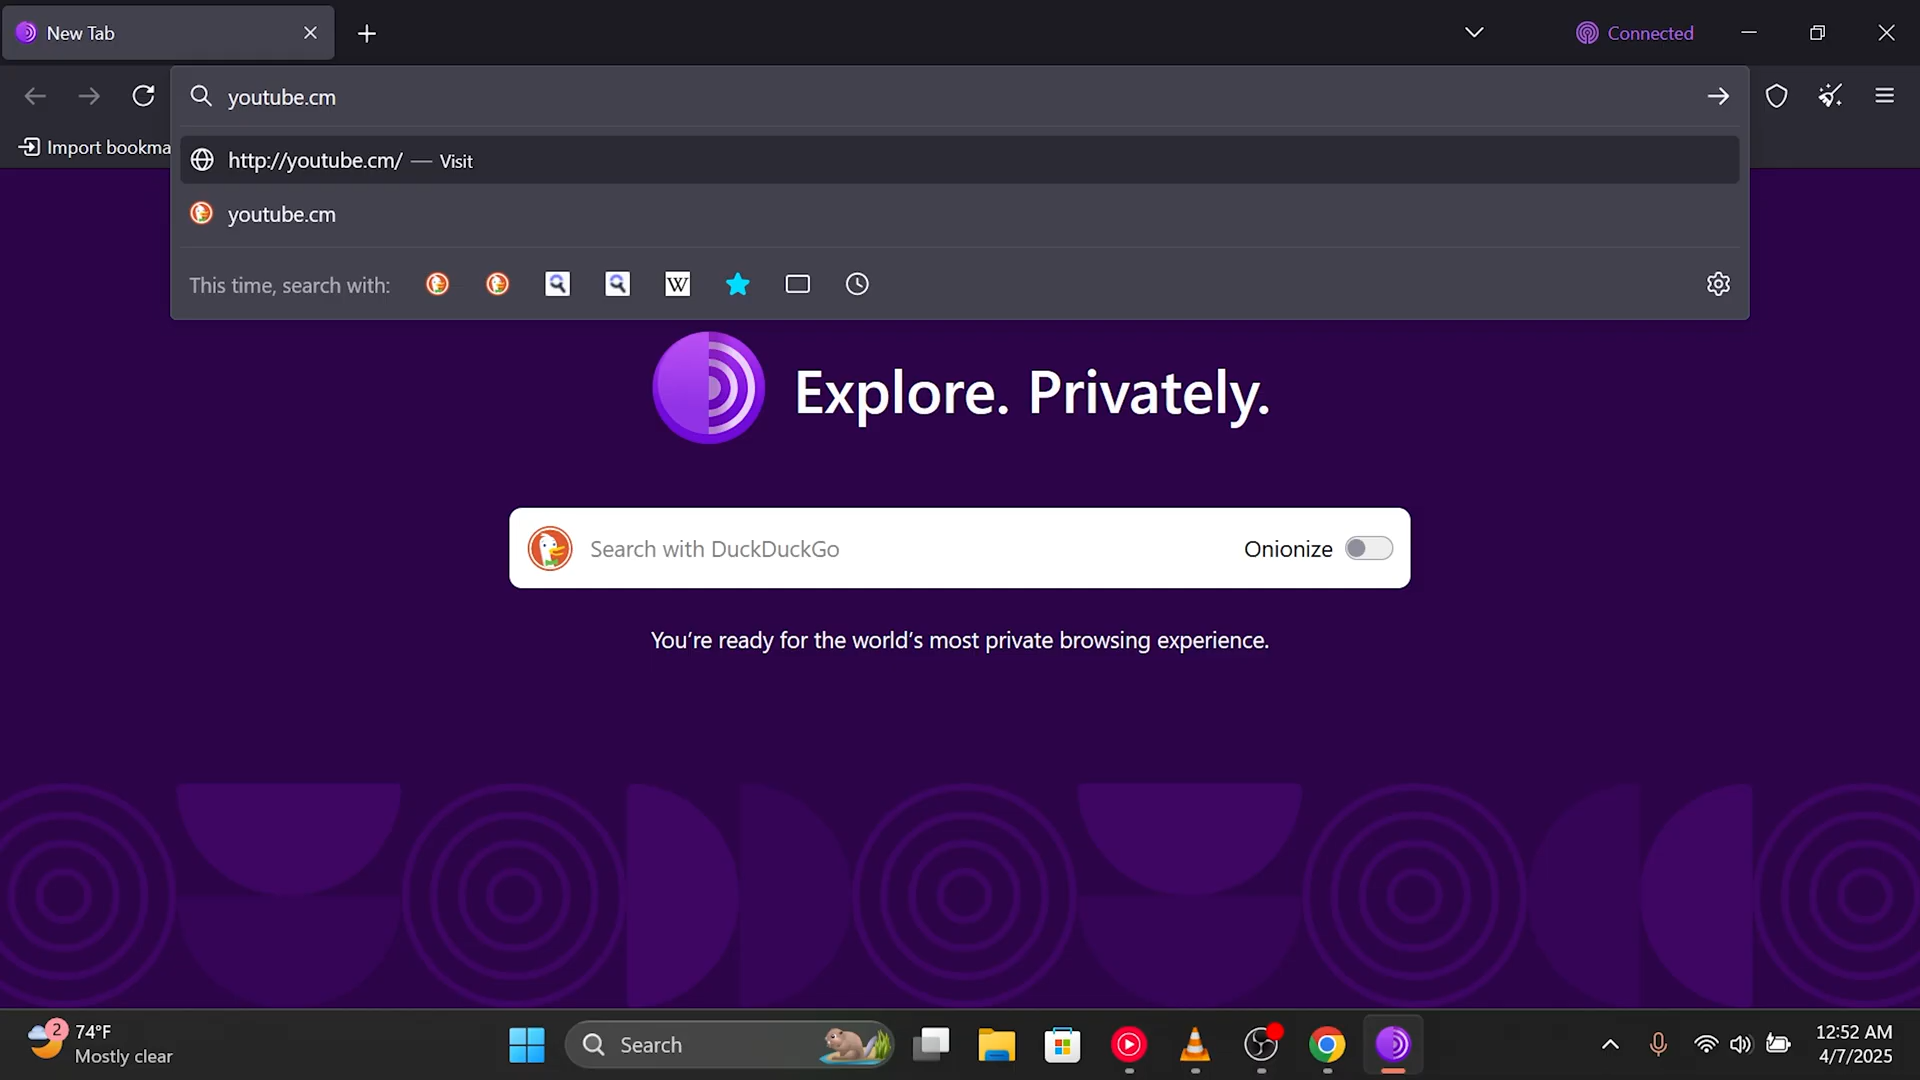 New Tab
Connected
youtube.cm
Import bookma
http://youtube.cm/ — Visit
youtube.cm
This time, search with:
W
Explore. Privately.
Search with DuckDuckGo
Onionize
You're ready for the world's most private browsing experience.
2
74°F
Mostly clear
Search
12:52 AM
4/7/2025